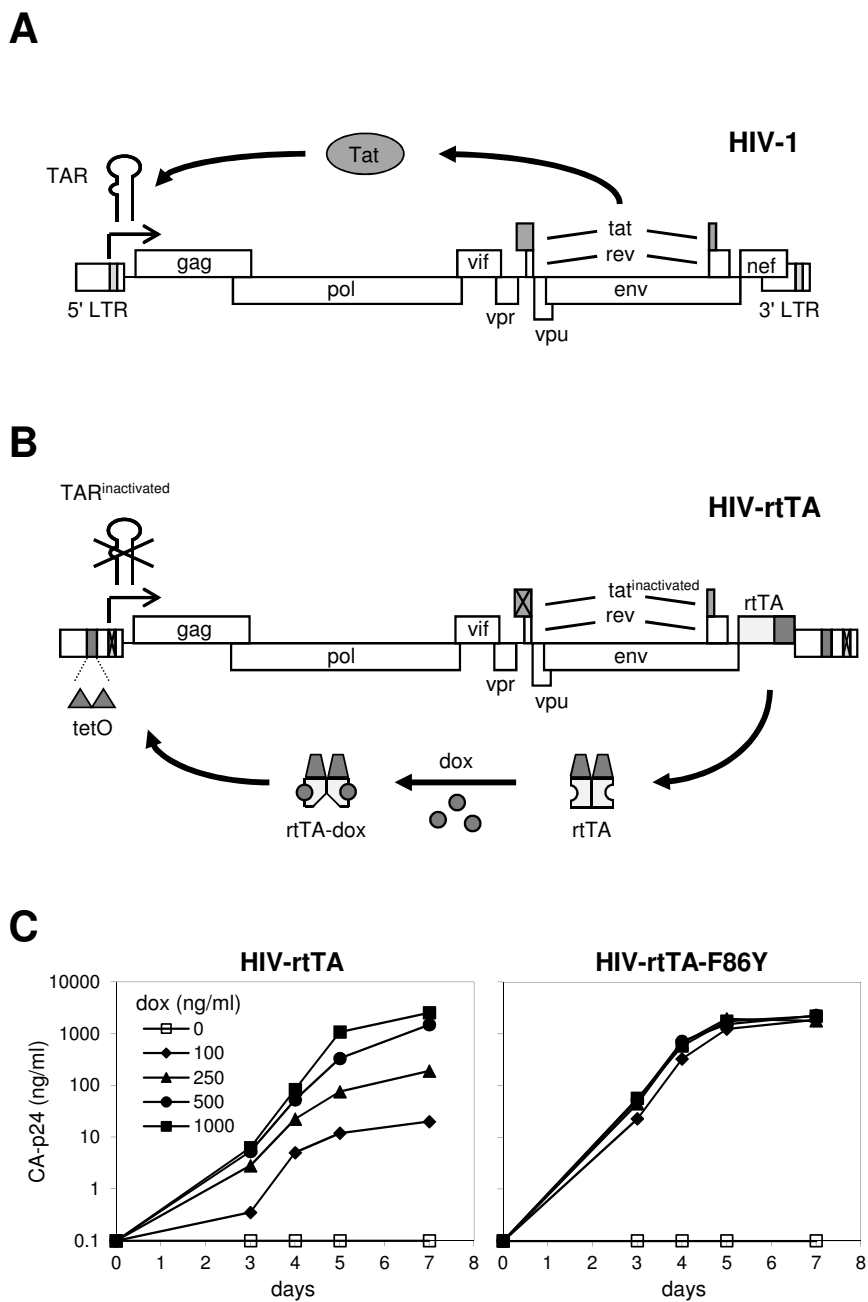 A
HIV-1
TAR
Tat
tat
rev
gag
vif
nef
pol
env
5' LTR
vpr
vpu
3' LTR
B
TARinactivated
HIV-rtTA
tatinactivated
rtTA
rev
gag
vif
pol
env
vpr
vpu
tetO
dox
rtTA-dox
rtTA
C
HIV-rtTA
HIV-rtTA-F86Y
CA-p24 (ng/ml)
10000
1000
100
10
1
0.1
dox (ng/ml)
0
100
250
500
1000
0 1 2 3 4 5 6 7 8
days
0 1 2 3 4 5 6 7 8
days